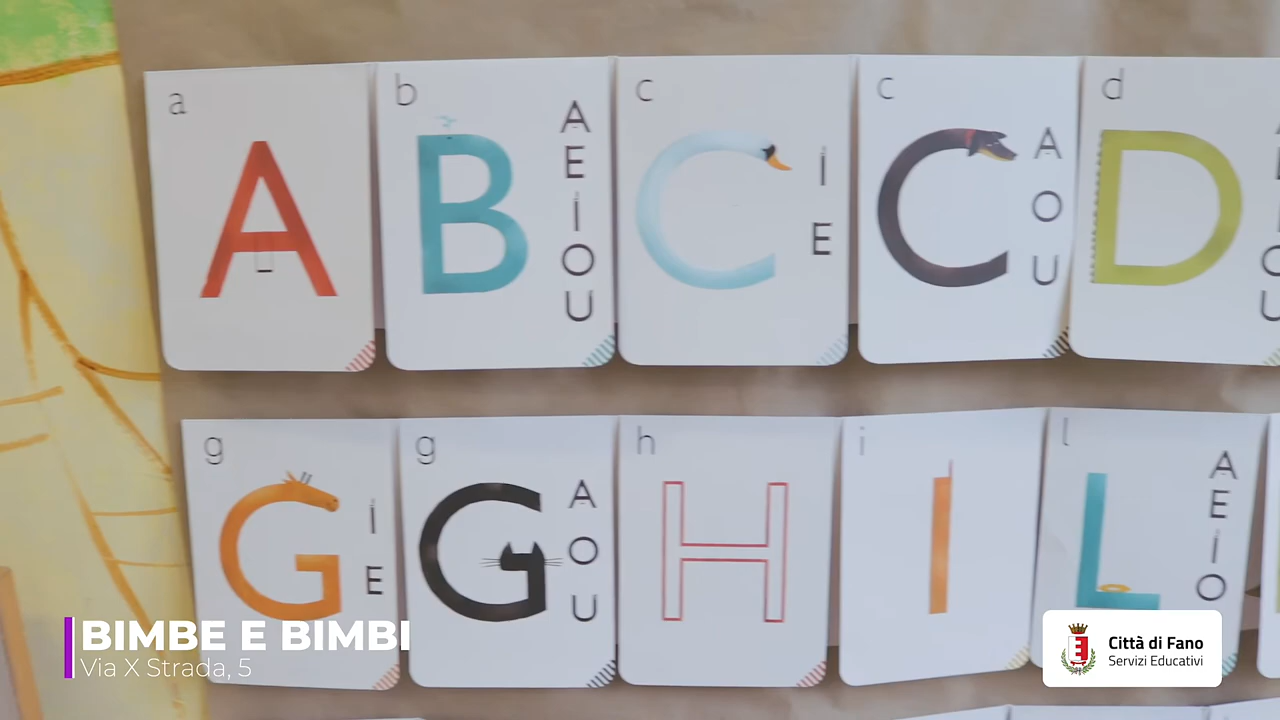 a
A
b
B
A
E
I
O
U
c
C
I
E
c
C
A
O
U
d
D
g
G
I
E
g
G
A
O
U
h
H
i
I
l
L
A
E
I
O
BIMBE E BIMBI
Via X Strada, 5
Città di Fano
Servizi Educativi